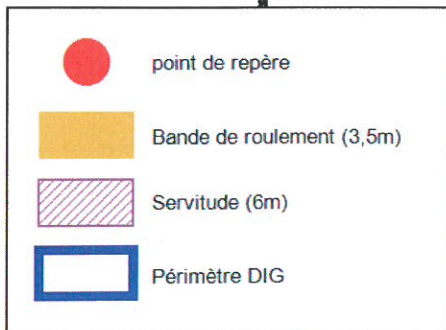 point de repère
Bande de roulement (3,5m)
Servitude (6m)
Périmètre DIG